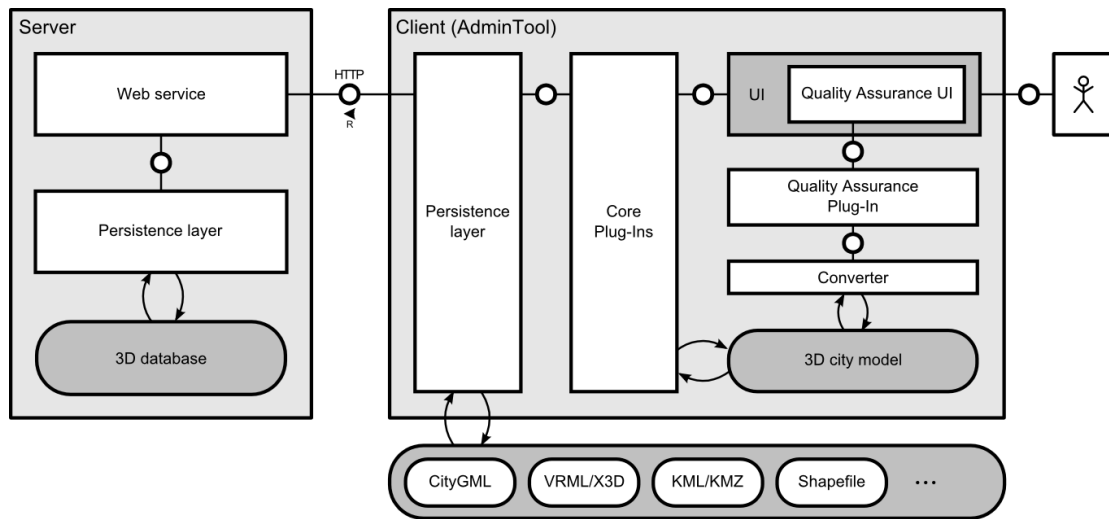 Server
Web service
Persistence layer
3D database
HTTP
R
Client (AdminTool)
Persistence
layer
Core
Plug-Ins
UI
Quality Assurance UI
Quality Assurance
Plug-In
Converter
3D city model
CityGML
VRML/X3D
KML/KMZ
Shapefile
...